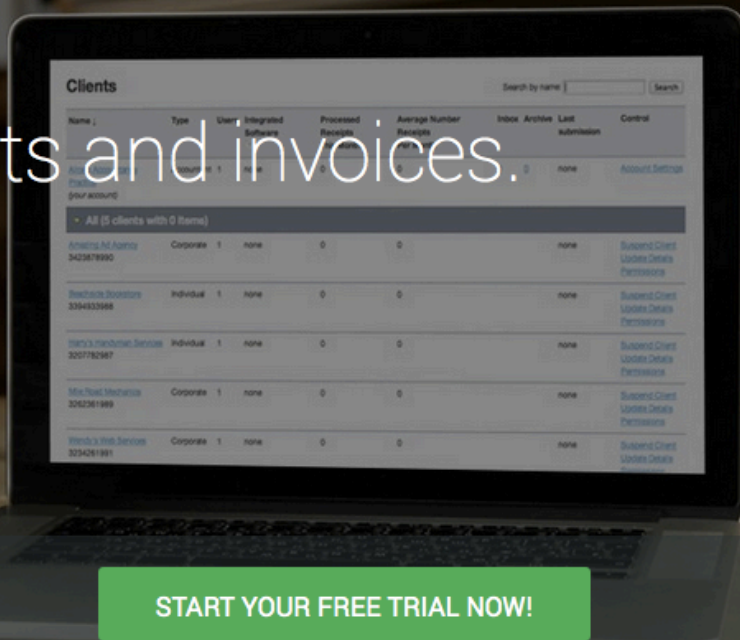 Clients
Search by name: Search
Name Type Users Integrated Software Processed Receipts Average Number Receipts Inbox Archive Last submission Control
ts and invoices.
0 none Account Settings
(your account)
All (5 clients with 0 items)
Amazing Ad Agency Corporate 1 none 0 0 none Suspend Client
3423878990 Update Details
Permissions
Beachside Bookstore Individual 1 none 0 0 none Suspend Client
3394933988 Update Details
Permissions
Harry's Handyman Services Individual 1 none 0 0 none Suspend Client
3207782987 Update Details
Permissions
Mire Road Mechanics Corporate 1 none 0 0 none Suspend Client
3262361989 Update Details
Permissions
Wendy's Web Services Corporate 1 none 0 0 none Suspend Client
3234261991 Update Details
START YOUR FREE TRIAL NOW!